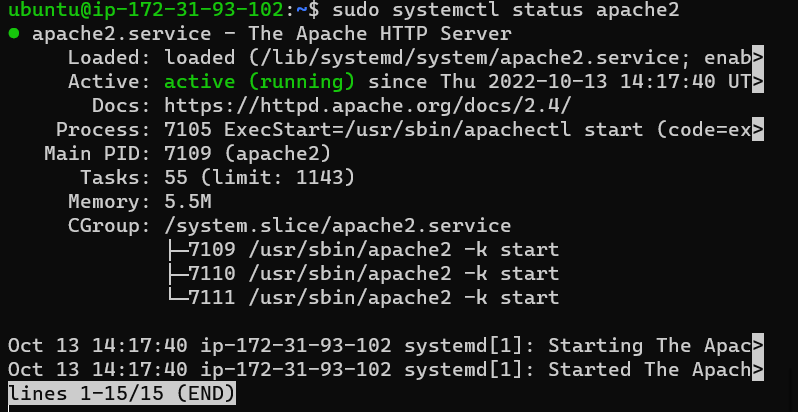 ubuntu@ip-172-31-93-102:~$ sudo systemctl status apache2
● apache2.service - The Apache HTTP Server
     Loaded: loaded (/lib/systemd/system/apache2.service; enab>
     Active: active (running) since Thu 2022-10-13 14:17:40 UT>
       Docs: https://httpd.apache.org/docs/2.4/
    Process: 7105 ExecStart=/usr/sbin/apachectl start (code=ex>
   Main PID: 7109 (apache2)
      Tasks: 55 (limit: 1143)
     Memory: 5.5M
     CGroup: /system.slice/apache2.service
             ├─7109 /usr/sbin/apache2 -k start
             ├─7110 /usr/sbin/apache2 -k start
             └─7111 /usr/sbin/apache2 -k start

Oct 13 14:17:40 ip-172-31-93-102 systemd[1]: Starting The Apac>
Oct 13 14:17:40 ip-172-31-93-102 systemd[1]: Started The Apach>
lines 1-15/15 (END)